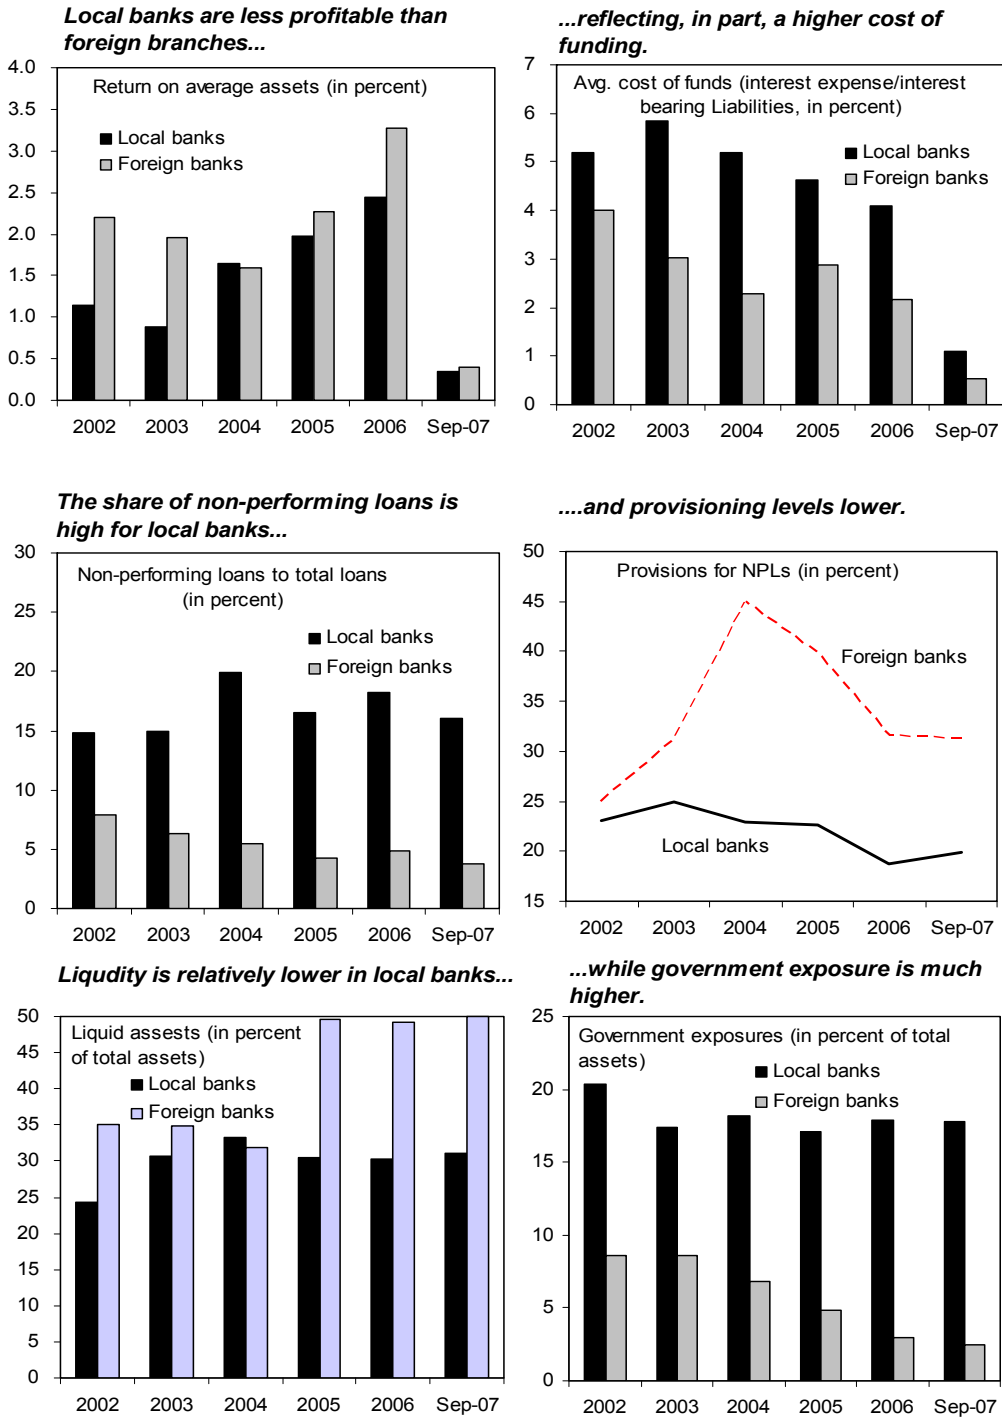 Local banks are less profitable than
foreign branches...
4.0
3.5
3.0
2.5
2.0
1.5
1.0
0.5
0.0
Return on average assets (in percent)
Local banks
Foreign banks
2002 2003 2004 2005 2006 Sep-07
...reflecting, in part, a higher cost of
funding.
7
6
5
4
3
2
1
0
Avg. cost of funds (interest expense/interest
bearing Liabilities, in percent)
Local banks
Foreign banks
2002 2003 2004 2005 2006 Sep-07
The share of non-performing loans is
high for local banks...
30
25
20
15
10
5
0
Non-performing loans to total loans
(in percent)
Local banks
Foreign banks
2002 2003 2004 2005 2006 Sep-07
....and provisioning levels lower.
50
45
40
35
30
25
20
15
Provisions for NPLs (in percent)
Foreign banks
Local banks
2002 2003 2004 2005 2006 Sep-07
Liqudity is relatively lower in local banks...
50
45
40
35
30
25
20
15
10
5
0
Liquid assests (in percent
of total assets)
Local banks
Foreign banks
2002 2003 2004 2005 2006 Sep-07
...while government exposure is much
higher.
25
20
15
10
5
0
Government exposures (in percent of total
assets)
Local banks
Foreign banks
2002 2003 2004 2005 2006 Sep-07